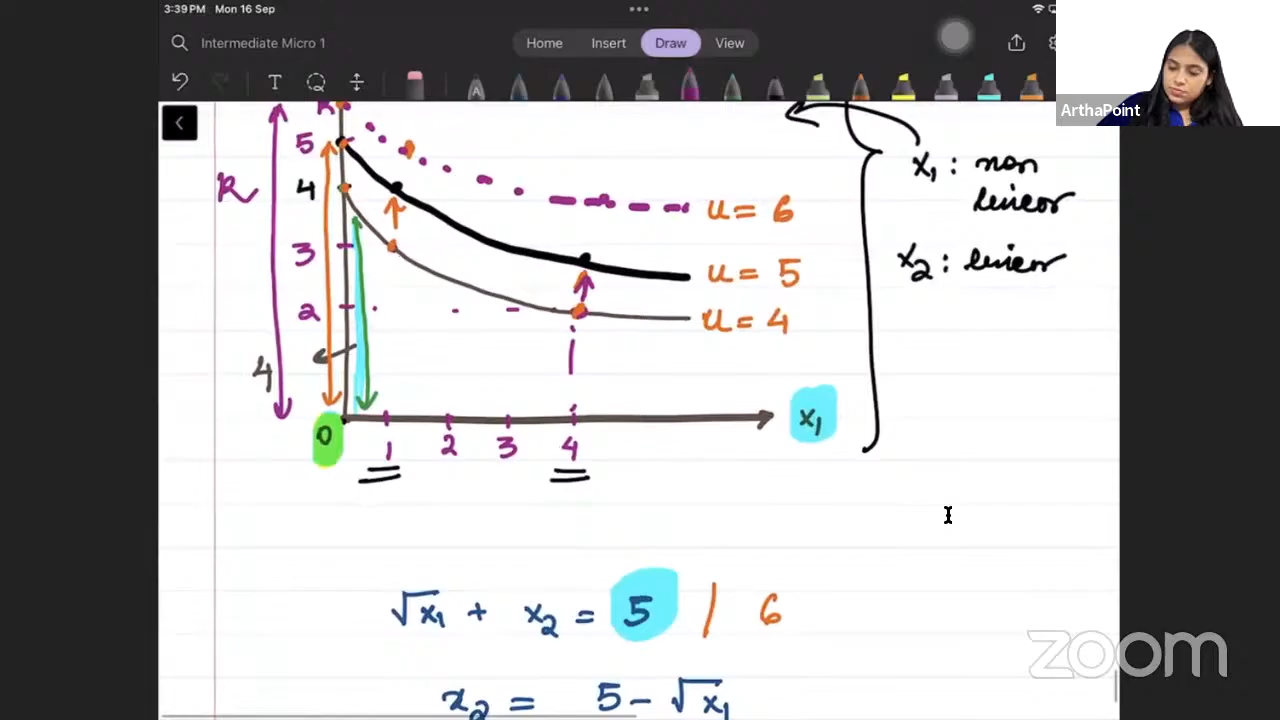 3:39 PM Mon 16 Sep
Intermediate Micro 1
Home Insert Draw View
T
A
ArthaPoint
5
R
4
3
2
4
0
1 2 3 4
x₁
u = 6
u = 5
u = 4
x₁ : non
linear
x₂ : linear
√x₁ + x₂ = 5 / 6
x₂ = 5 - √x₁
zoom